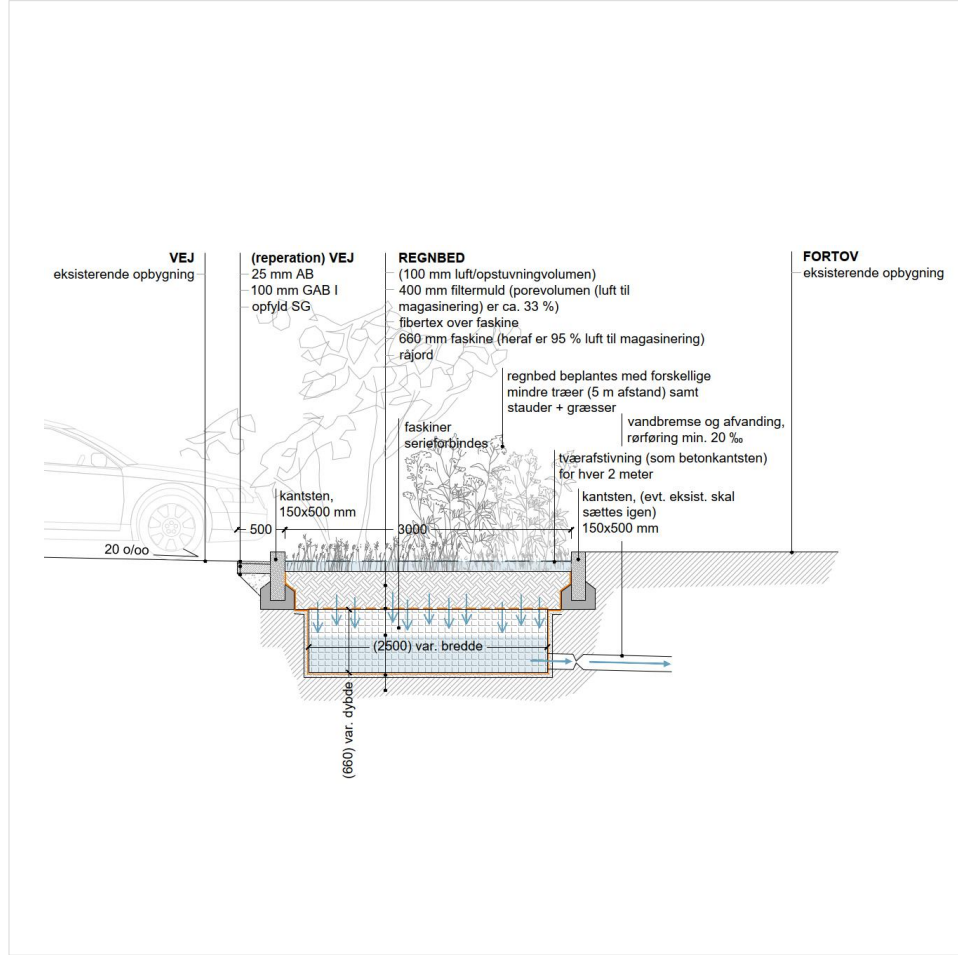 VEJ
eksisterende opbygning
(reperation) VEJ
25 mm AB
100 mm GAB I
opfyld SG
REGNBED
(100 mm luft/opstuvningvolumen)
400 mm filtermuld (porevolumen (luft til
magasinering) er ca. 33 %)
fibertex over faskine
660 mm faskine (heraf er 95 % luft til magasinering)
råjord
FORTOV
eksisterende opbygning
regnbed beplantes med forskellige
mindre træer (5 m afstand) samt
stauder + græsser
vandbremse og afvanding,
rørføring min. 20 ‰
faskiner
serieforbindes
tværafstivning (som betonkantsten)
for hver 2 meter
kantsten,
150x500 mm
kantsten, (evt. eksist. skal
sættes igen)
150x500 mm
500
3000
20 o/oo
(2500) var. bredde
(660) var. dybde